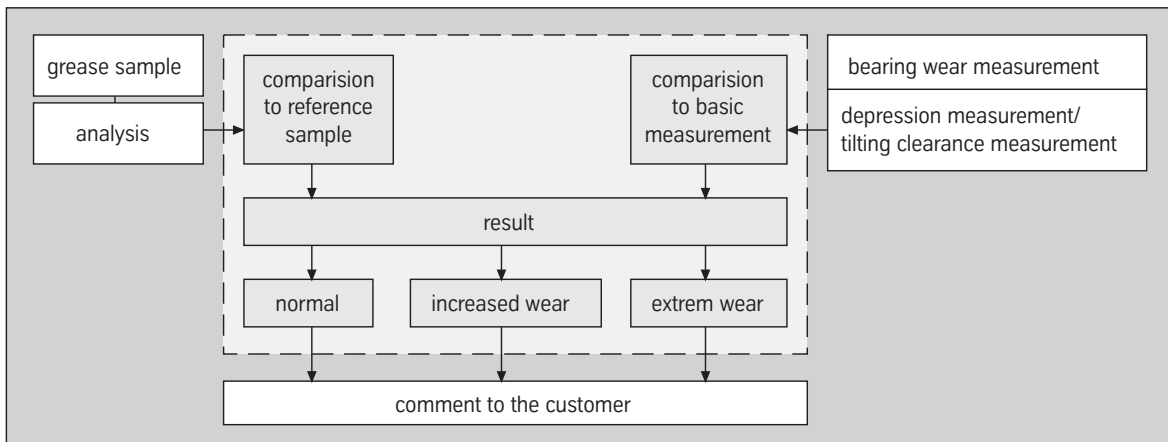 grease sample
analysis
comparision
to reference
sample
comparision
to basic
measurement
bearing wear measurement
depression measurement/
tilting clearance measurement
result
normal
increased wear
extrem wear
comment to the customer